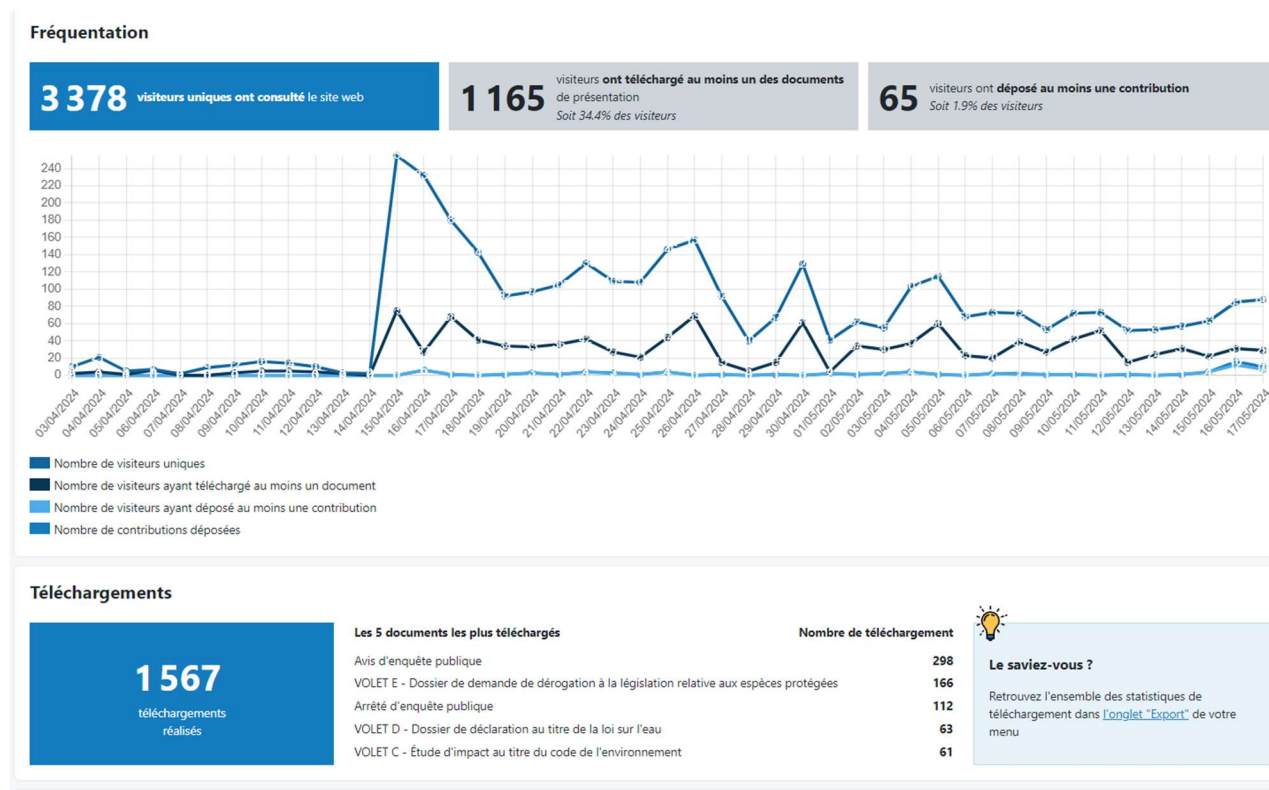 Fréquentation
3 378 visiteurs uniques ont consulté le site web
1 165 visiteurs ont téléchargé au moins un des documents
de présentation
Soit 34.4% des visiteurs
65 visiteurs ont déposé au moins une contribution
Soit 1.9% des visiteurs
240
220
200
180
160
140
120
100
80
60
40
20
0
03/04/2024
04/04/2024
05/04/2024
06/04/2024
07/04/2024
08/04/2024
09/04/2024
10/04/2024
11/04/2024
12/04/2024
13/04/2024
14/04/2024
15/04/2024
16/04/2024
17/04/2024
18/04/2024
19/04/2024
20/04/2024
21/04/2024
22/04/2024
23/04/2024
24/04/2024
25/04/2024
26/04/2024
27/04/2024
28/04/2024
29/04/2024
30/04/2024
01/05/2024
02/05/2024
03/05/2024
04/05/2024
05/05/2024
06/05/2024
07/05/2024
08/05/2024
09/05/2024
10/05/2024
11/05/2024
12/05/2024
13/05/2024
14/05/2024
15/05/2024
16/05/2024
17/05/2024
Nombre de visiteurs uniques
Nombre de visiteurs ayant téléchargé au moins un document
Nombre de visiteurs ayant déposé au moins une contribution
Nombre de contributions déposées
Téléchargements
1 567
téléchargements
réalisés
Les 5 documents les plus téléchargés Nombre de téléchargement
Avis d'enquête publique 298
VOLET E - Dossier de demande de dérogation à la législation relative aux espèces protégées 166
Arrêté d'enquête publique 112
VOLET D - Dossier de déclaration au titre de la loi sur l'eau 63
VOLET C - Étude d'impact au titre du code de l'environnement 61
Le saviez-vous ?
Retrouvez l'ensemble des statistiques de
téléchargement dans l'onglet "Export" de votre
menu